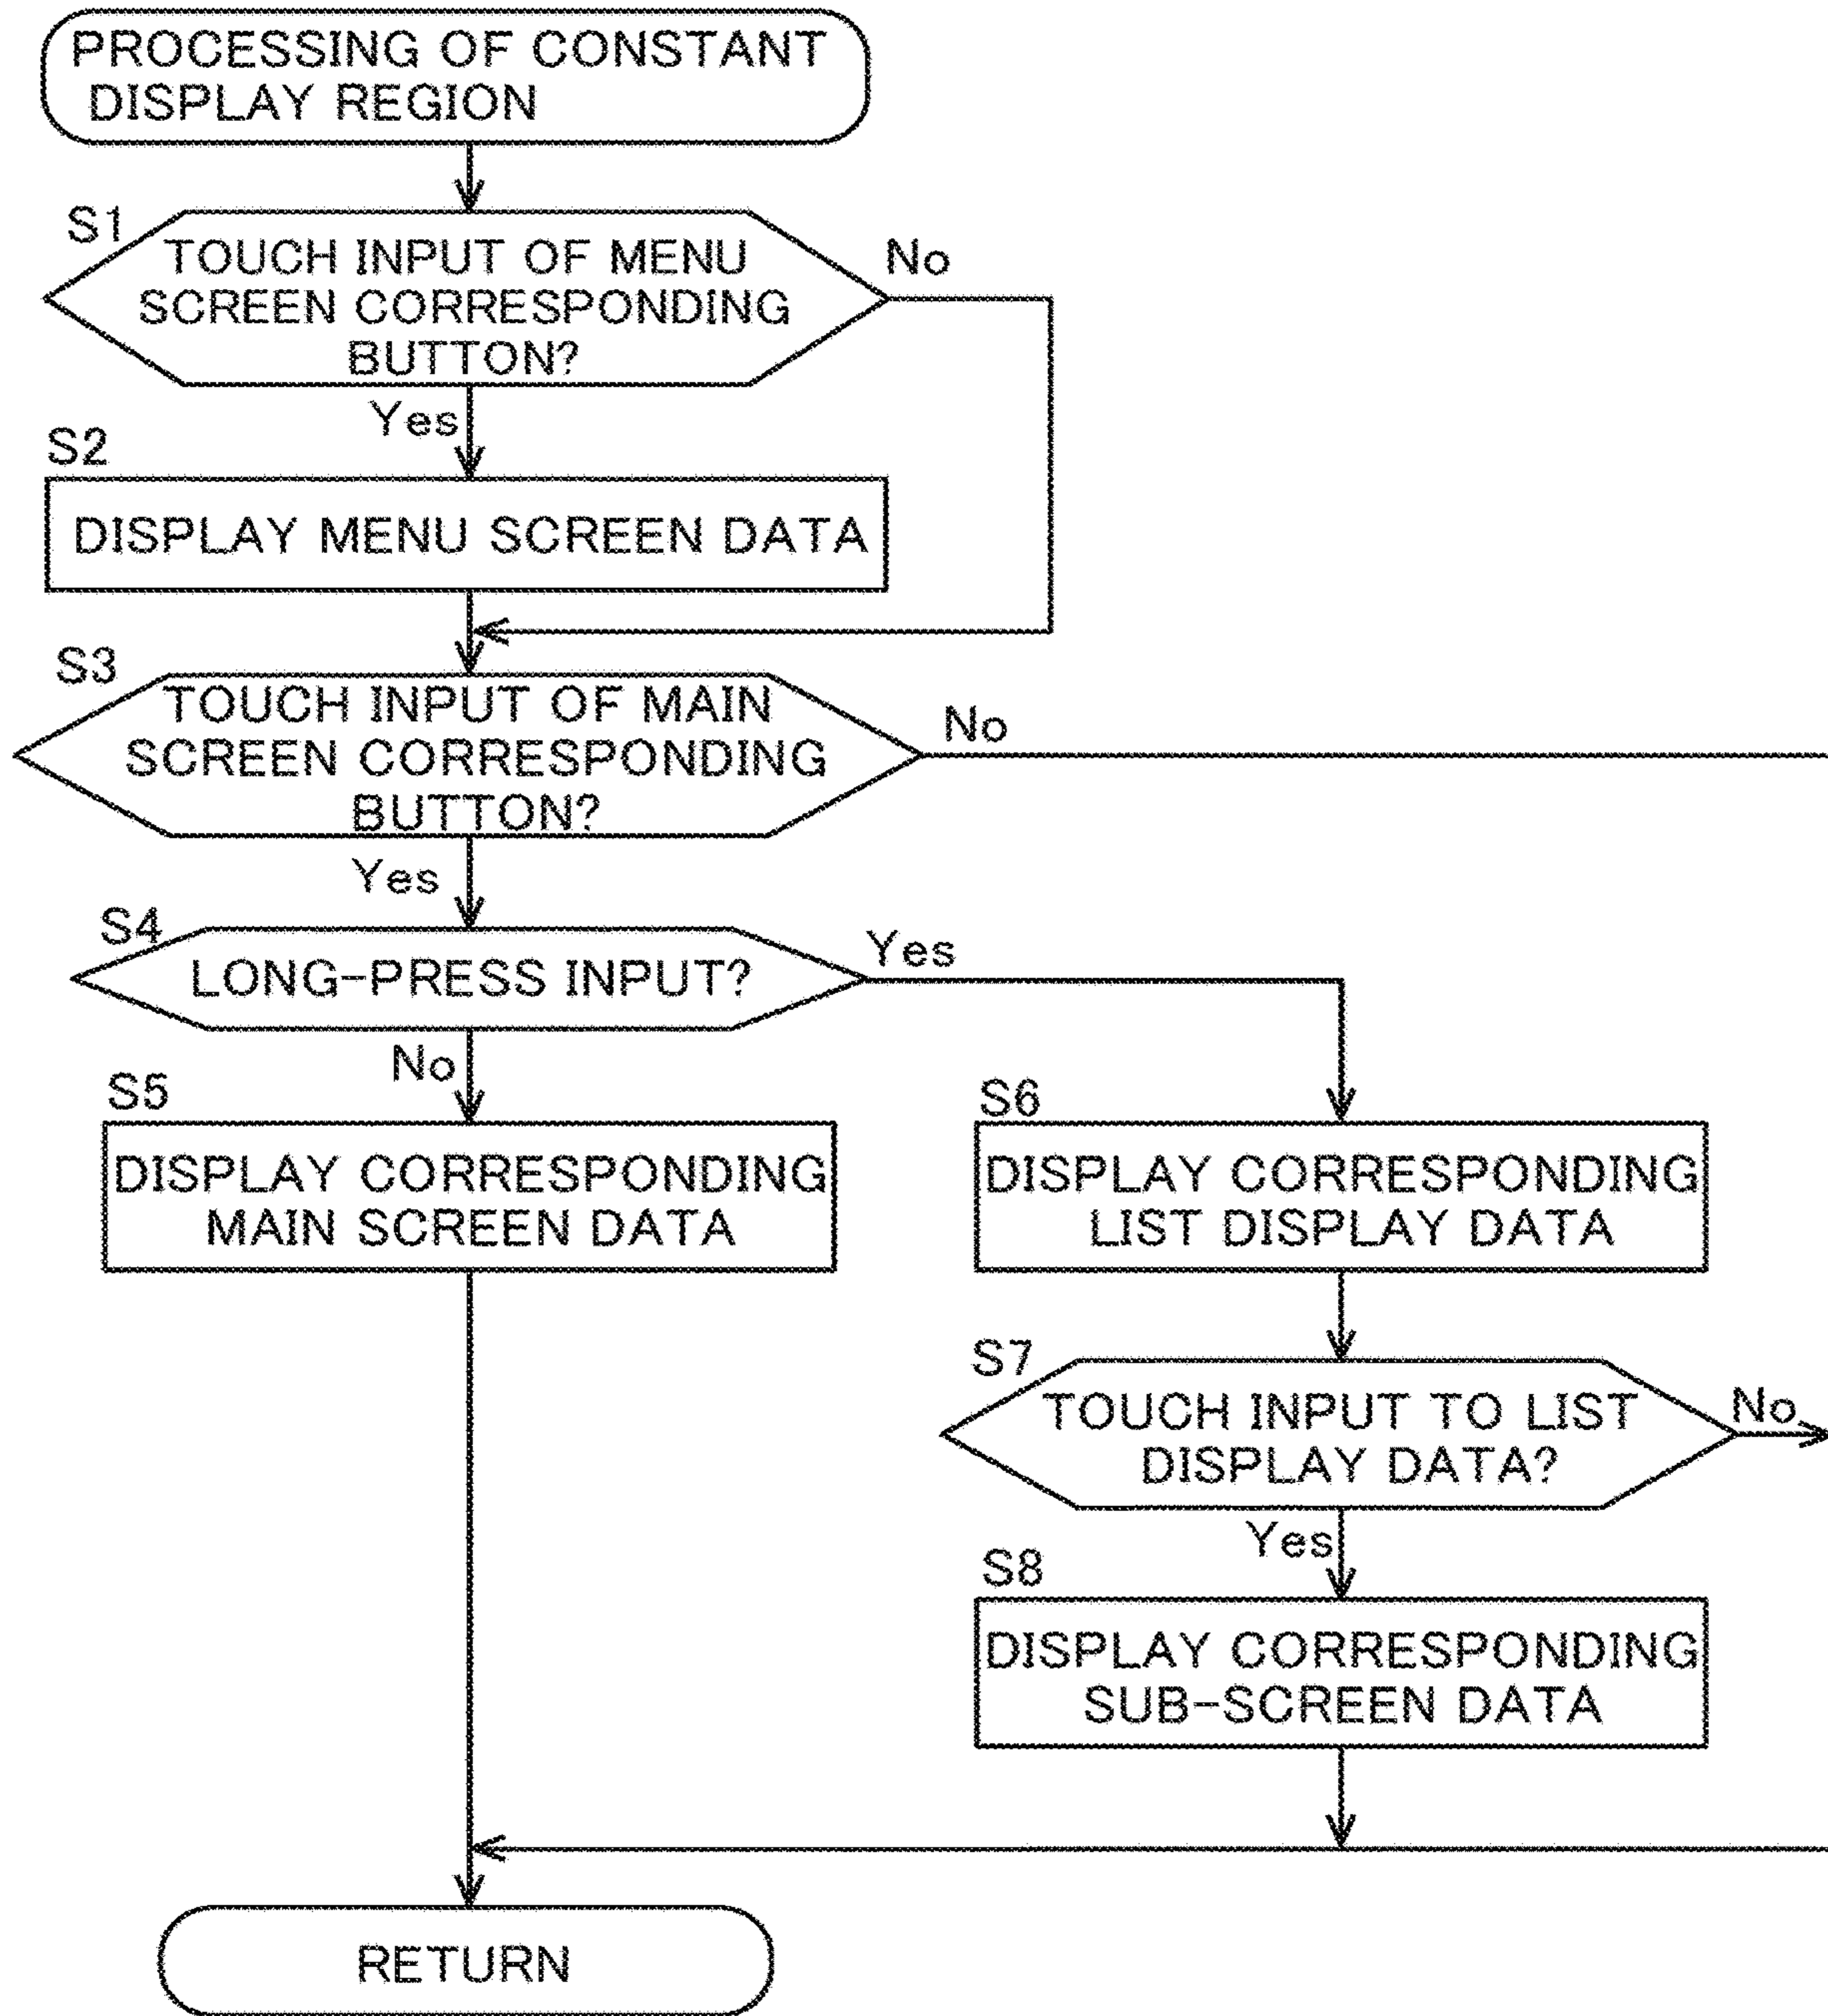 PROCESSING OF CONSTANT
DISPLAY REGION
S1
TOUCH INPUT OF MENU
SCREEN CORRESPONDING
BUTTON?
No
Yes
S2
DISPLAY MENU SCREEN DATA
S3
TOUCH INPUT OF MAIN
SCREEN CORRESPONDING
BUTTON?
No
Yes
S4
LONG-PRESS INPUT?
Yes
No
S5
DISPLAY CORRESPONDING
MAIN SCREEN DATA
S6
DISPLAY CORRESPONDING
LIST DISPLAY DATA
S7
TOUCH INPUT TO LIST
DISPLAY DATA?
No
Yes
S8
DISPLAY CORRESPONDING
SUB-SCREEN DATA
RETURN